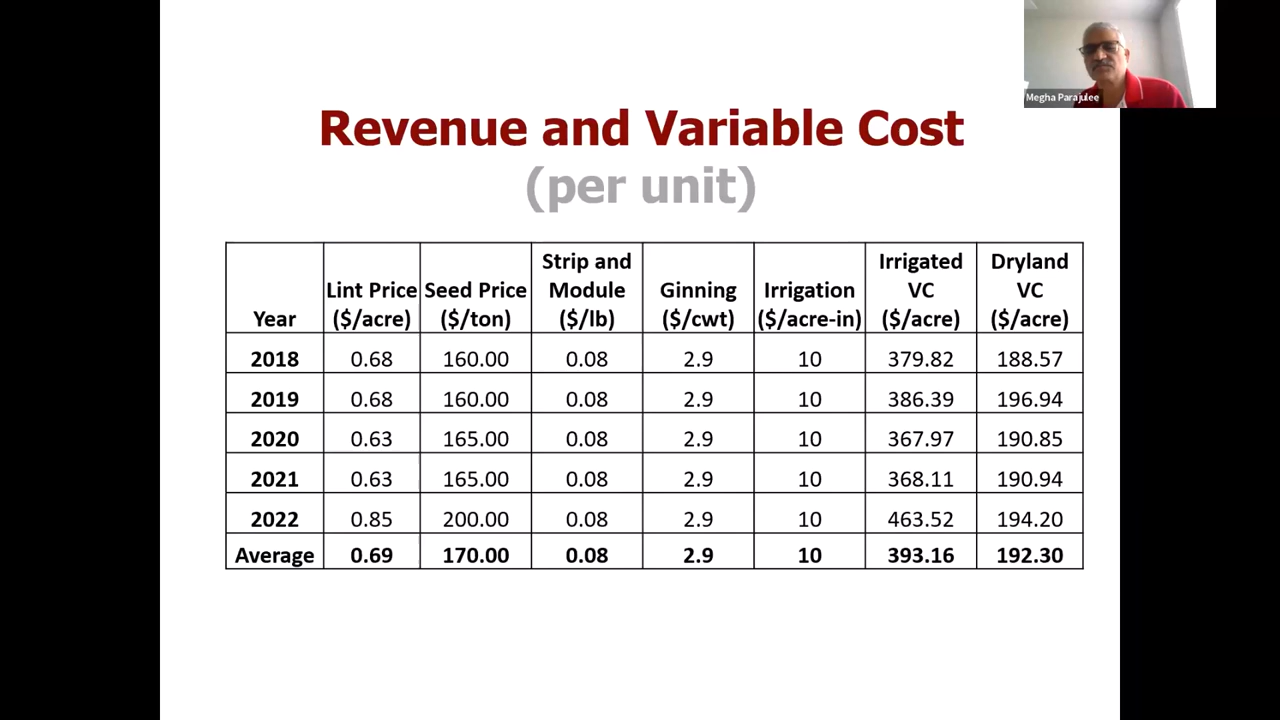 Megha Parajulee
Revenue and Variable Cost
(per unit)
Year Lint Price ($/acre) Seed Price ($/ton) Strip and Module ($/lb) Ginning ($/cwt) Irrigation ($/acre-in) Irrigated VC ($/acre) Dryland VC ($/acre)
2018 0.68 160.00 0.08 2.9 10 379.82 188.57
2019 0.68 160.00 0.08 2.9 10 386.39 196.94
2020 0.63 165.00 0.08 2.9 10 367.97 190.85
2021 0.63 165.00 0.08 2.9 10 368.11 190.94
2022 0.85 200.00 0.08 2.9 10 463.52 194.20
Average 0.69 170.00 0.08 2.9 10 393.16 192.30